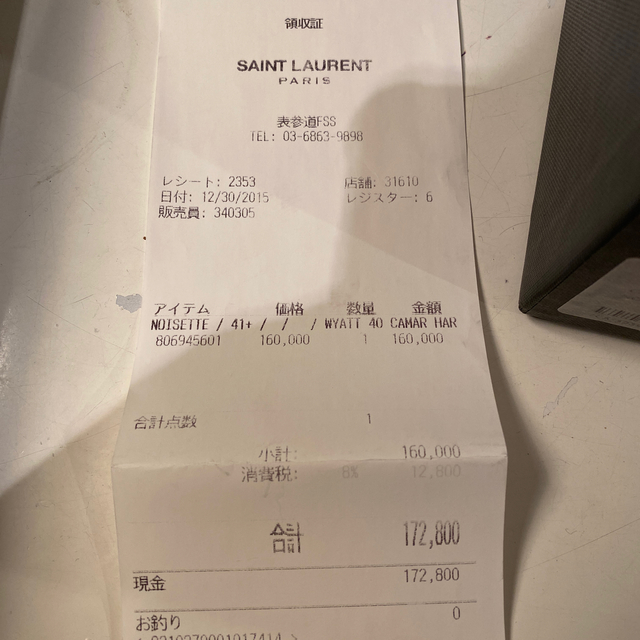 領収証
SAINT LAURENT
PARIS
表参道FSS
TEL: 03-6863-9898
レシート: 2353 店舗: 31610
日付: 12/30/2015 レジスター: 6
販売員: 340305
アイテム 価格 数量 金額
NOISETTE / 41+ / / / WYATT 40 CAMAR HAR
806945601 160,000 1 160,000
合計点数 1
小計: 160,000
消費税: 8% 12,800
合計 172,800
現金 172,800
お釣り 0